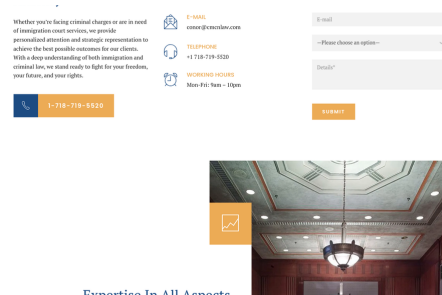 Whether you're facing criminal charges or are in need
of immigration court services, we provide
personalized attention and strategic representation to
achieve the best possible outcomes for our clients.
With a deep understanding of both immigration and
criminal law, we stand ready to fight for your freedom,
your future, and your rights.
1-718-719-5520
E-MAIL
conor@cmcnlaw.com
TELEPHONE
+1 718-719-5520
WORKING HOURS
Mon-Fri: 9am – 10pm
E-mail
—Please choose an option—
Details*
SUBMIT
Expertise In All Aspects